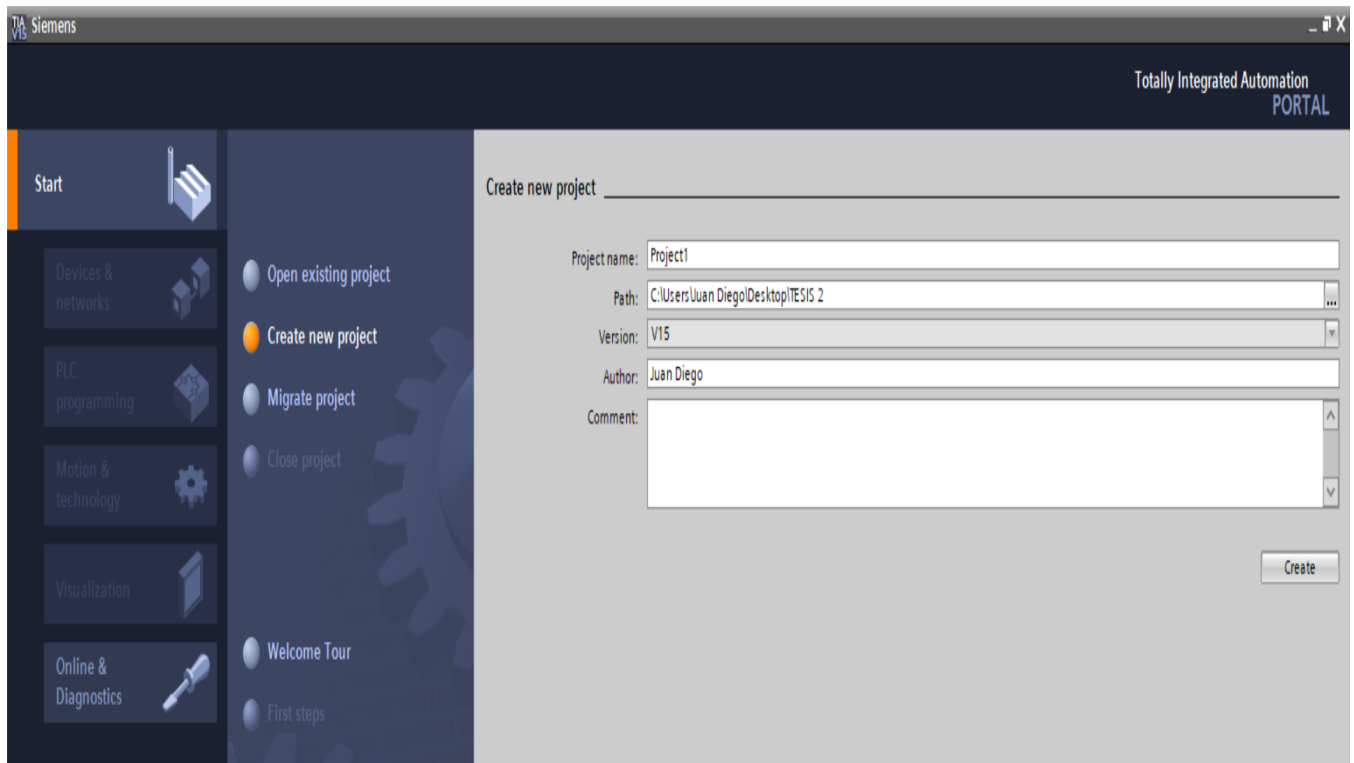 TIA
V15
Siemens
Totally Integrated Automation
PORTAL
Start
Devices &
networks
PLC
programming
Motion &
technology
Visualization
Online &
Diagnostics
Open existing project
Create new project
Migrate project
Close project
Welcome Tour
First steps
Create new project
Project name: Project1
Path: C:\Users\Juan Diego\Desktop\TESIS 2
...
Version: V15
Author: Juan Diego
Comment:
Create